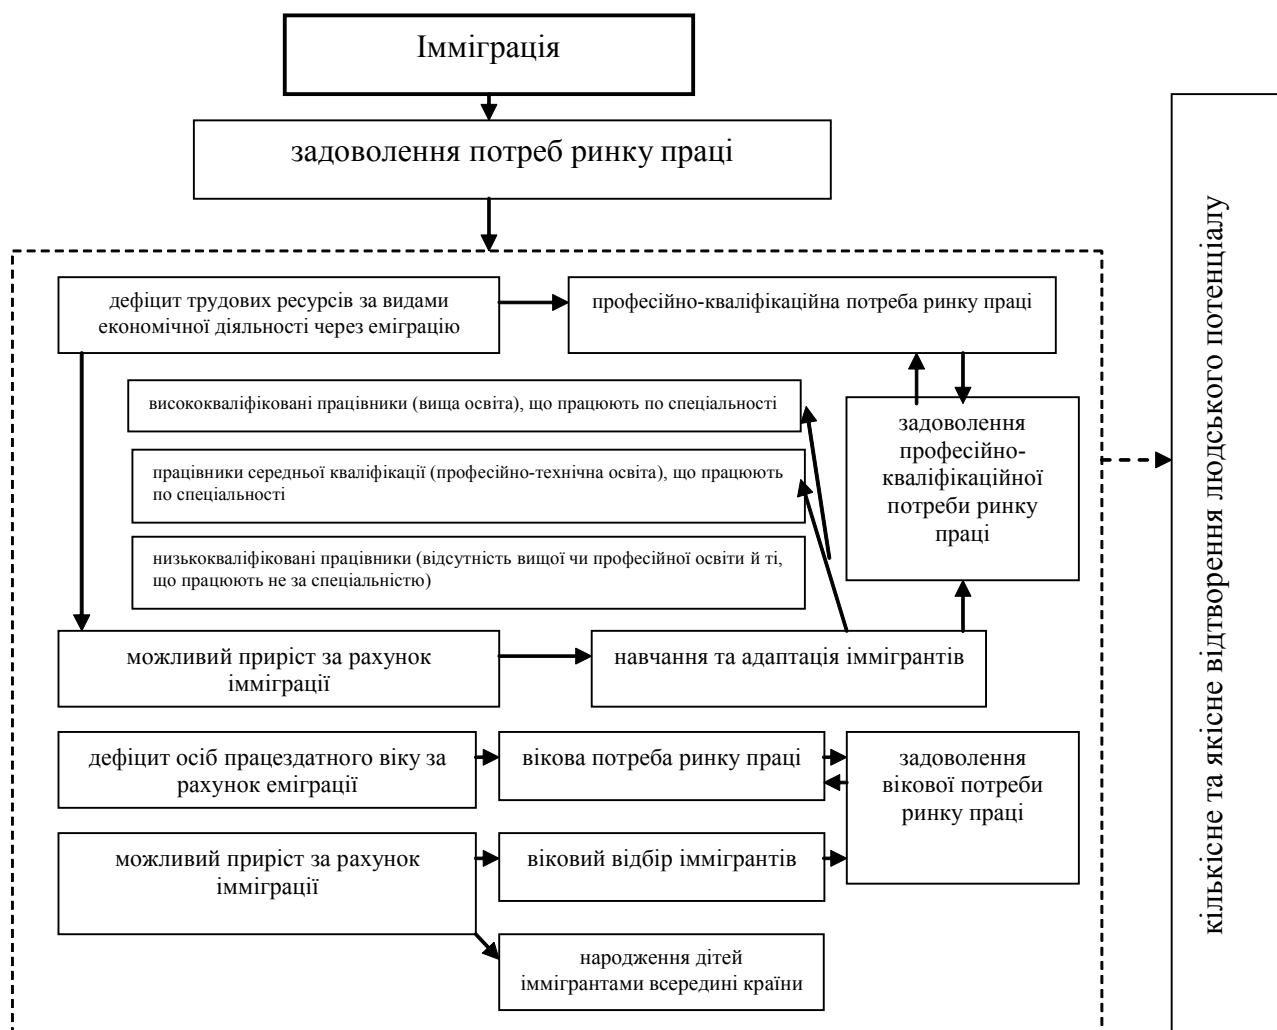 Імміграція
задоволення потреб ринку праці
дефіцит трудових ресурсів за видами
економічної діяльності через еміграцію
професійно-кваліфікаційна потреба ринку праці
висококваліфіковані працівники (вища освіта), що працюють по спеціальності
працівники середньої кваліфікації (професійно-технічна освіта), що працюють
по спеціальності
низькокваліфіковані працівники (відсутність вищої чи професійної освіти й ті,
що працюють не за спеціальністю)
задоволення
професійно-
кваліфікаційної
потреби ринку
праці
можливий приріст за рахунок
імміграції
навчання та адаптація іммігрантів
дефіцит осіб працездатного віку за
рахунок еміграції
вікова потреба ринку праці
задоволення
вікової потреби
ринку праці
можливий приріст за рахунок
імміграції
віковий відбір іммігрантів
народження дітей
іммігрантами всередині країни
кількісне та якісне відтворення людського потенціалу